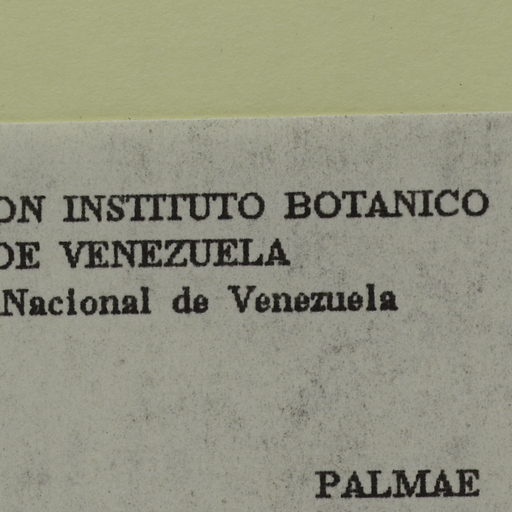 ON INSTITUTO BOTANICO
DE VENEZUELA
Nacional de Venezuela
PALMAE